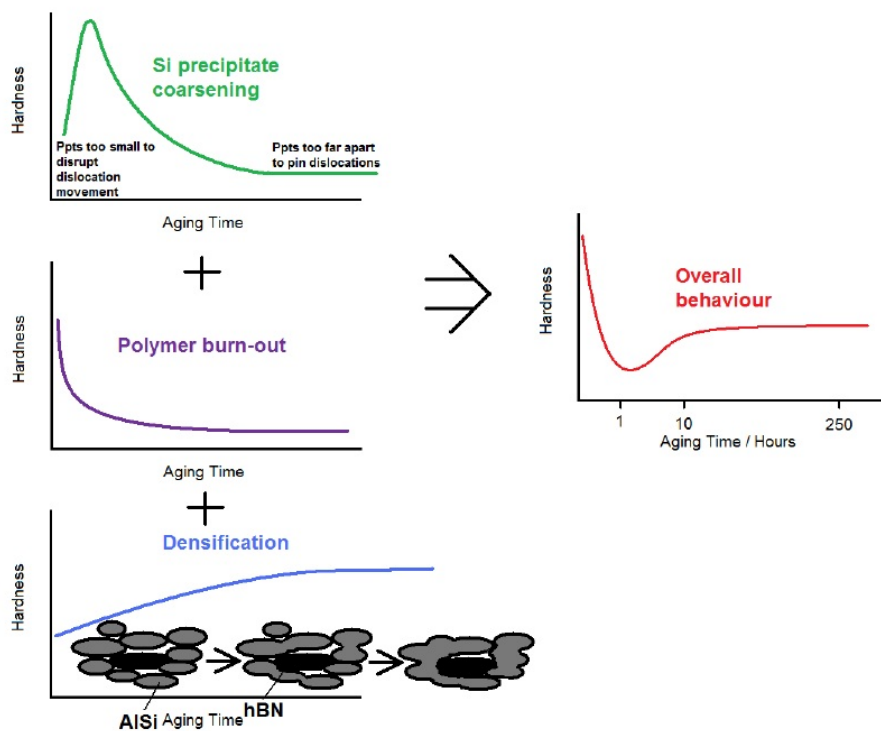 Hardness
Si precipitate
coarsening
Ppts too small to
disrupt
dislocation
movement
Ppts too far apart
to pin dislocations
Aging Time
Hardness
Polymer burn-out
Aging Time
Hardness
Densification
AlSi
hBN
Aging Time
Hardness
Overall
behaviour
1
10
250
Aging Time / Hours